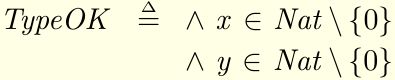 TypeOK ≜ ∧ x ∈ Nat \ {0}
∧ y ∈ Nat \ {0}